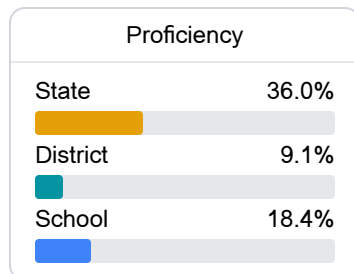 Proficiency
State 36.0%
District 9.1%
School 18.4%